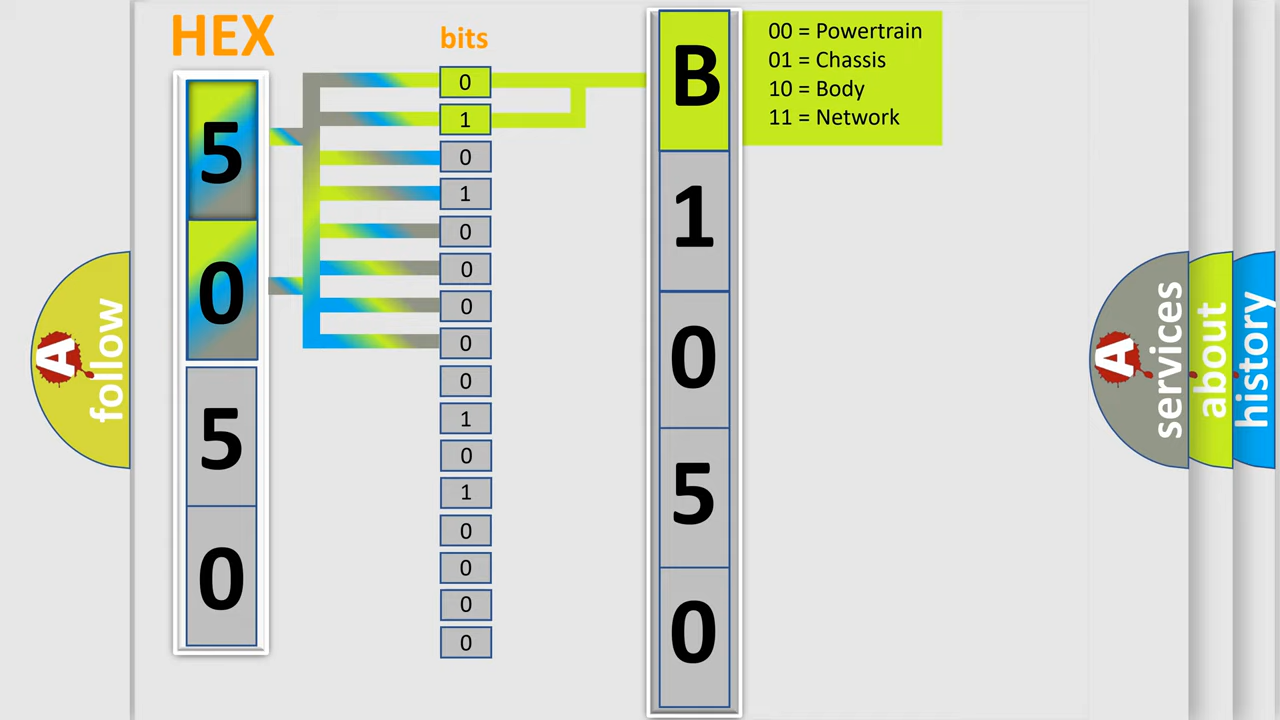 HEX
bits
5
0
5
0
0
1
0
1
0
0
0
0
0
1
0
1
0
0
0
0
B
1
0
5
0
00 = Powertrain
01 = Chassis
10 = Body
11 = Network
A
follow
A
services
about
history